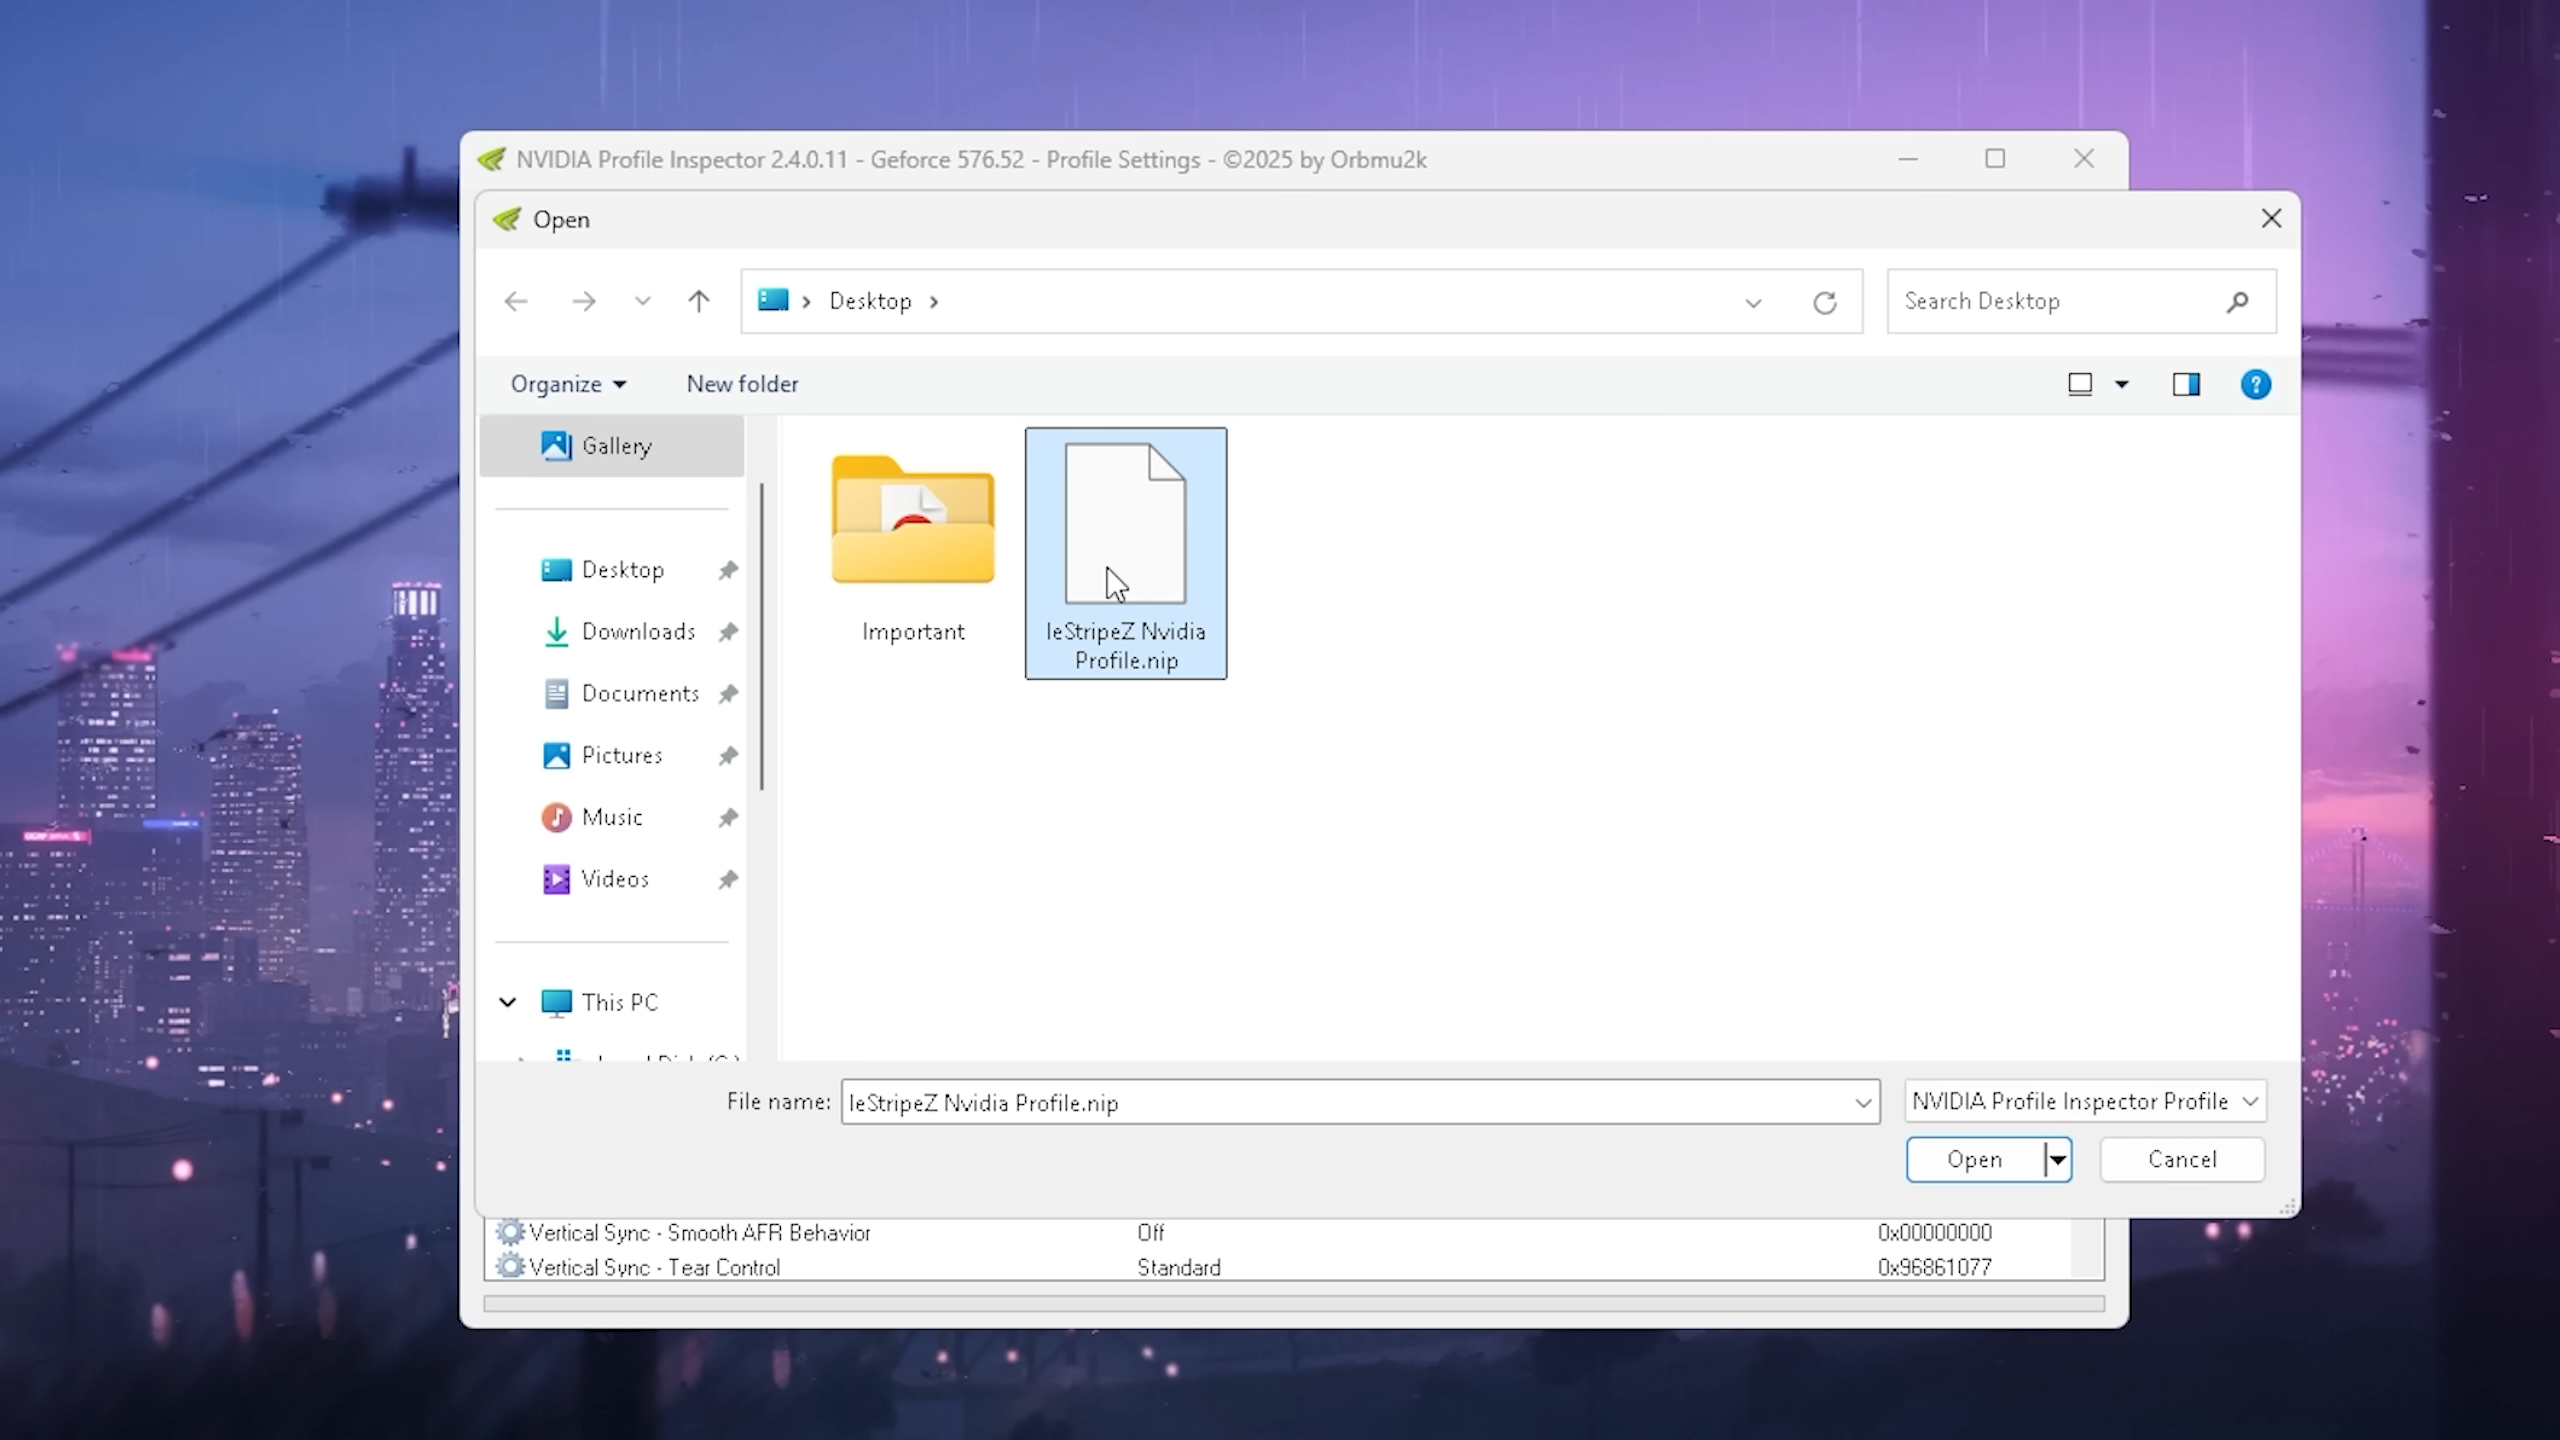 NVIDIA Profile Inspector 2.4.0.11 - Geforce 576.52 - Profile Settings - ©2025 by Orbmu2k
Open
Desktop
Search Desktop
Organize
New folder
Gallery
Desktop
Downloads
Documents
Pictures
Music
Videos
This PC
Important
leStripeZ Nvidia
Profile.nip
File name:
leStripeZ Nvidia Profile.nip
NVIDIA Profile Inspector Profile
Open
Cancel
Vertical Sync - Smooth AFR Behavior Off 0x00000000
Vertical Sync - Tear Control Standard 0x96861077